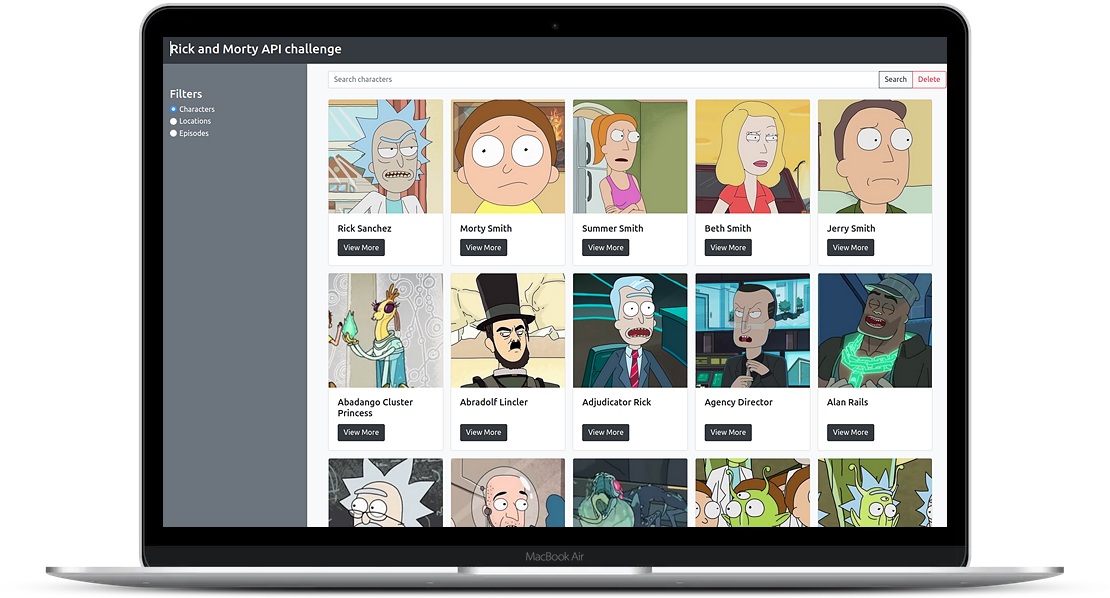 Rick and Morty API challenge
Search characters
Search
Delete
Filters
Characters
Locations
Episodes
Rick Sanchez
Morty Smith
Summer Smith
Beth Smith
Jerry Smith
View More
View More
View More
View More
View More
Abadango Cluster
Princess
Abradolf Lincler
Adjudicator Rick
Agency Director
Alan Rails
View More
View More
View More
View More
View More
MacBook Air